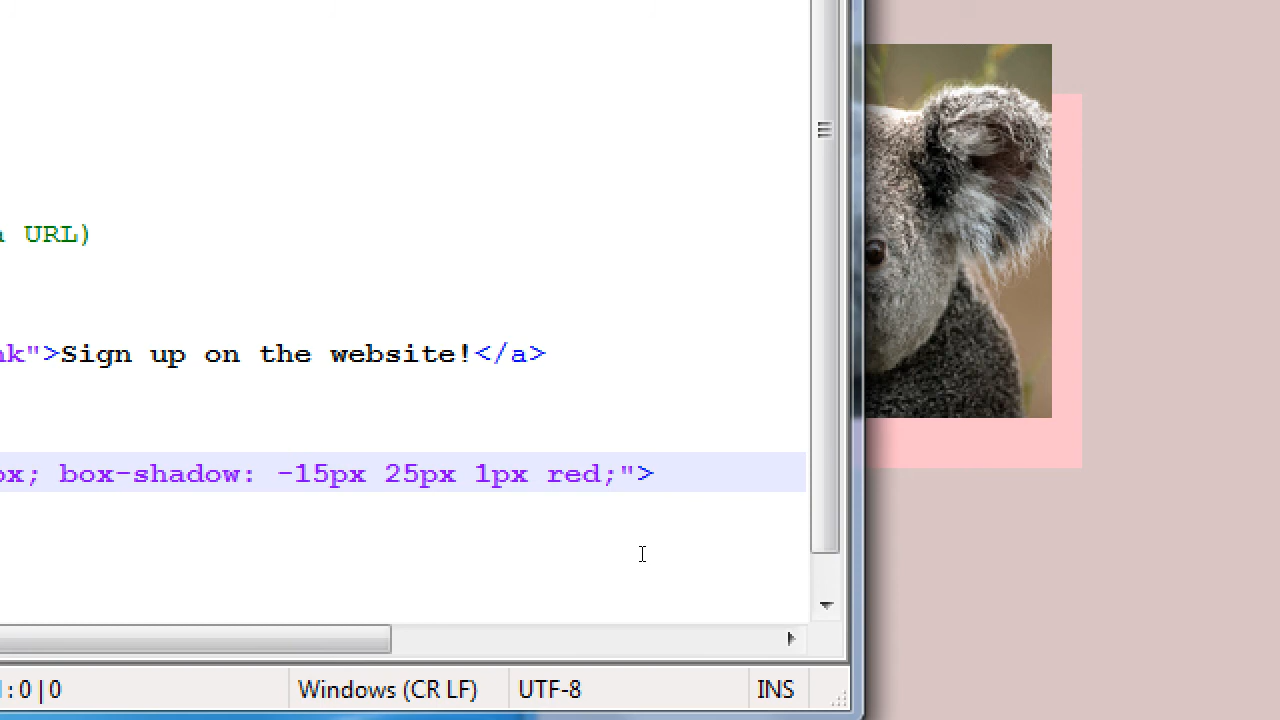 URL)
">Sign up on the website!</a>
box-shadow: -15px 25px 1px red;">
:0|0
Windows (CR LF)
UTF-8
INS